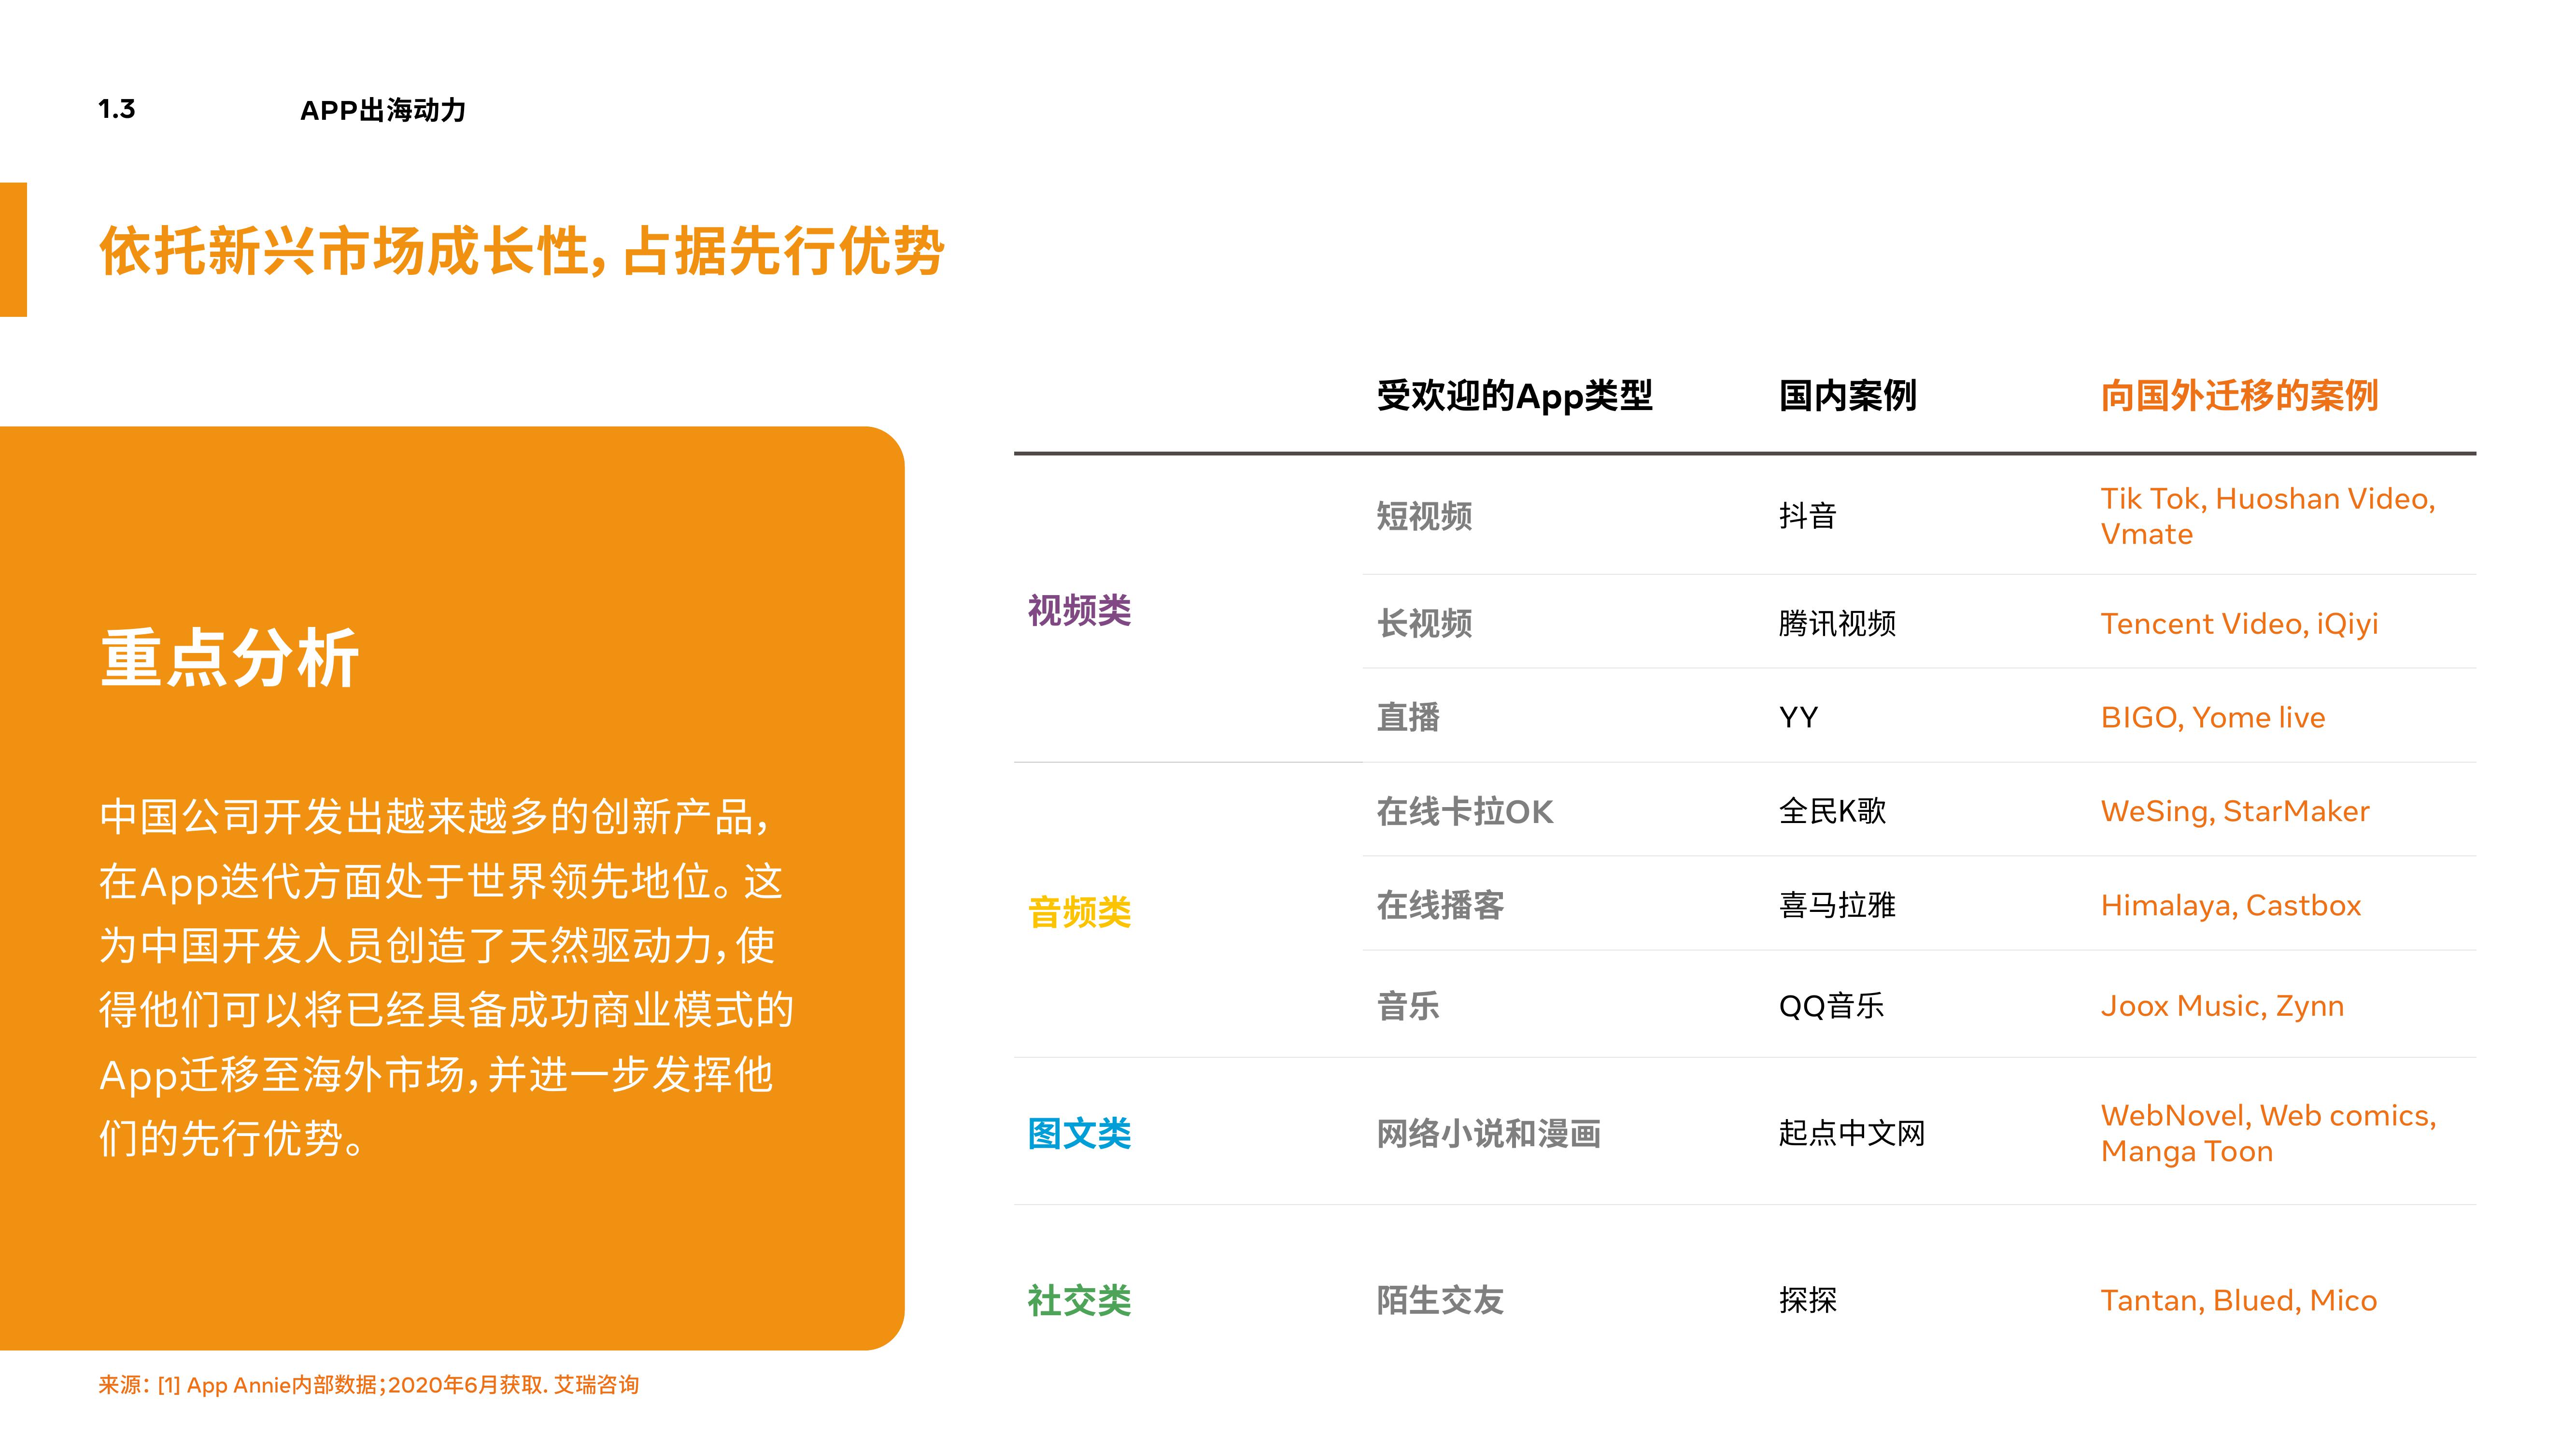 1.3 APP出海动力
依托新兴市场成长性，占据先行优势
重点分析
中国公司开发出越来越多的创新产品，
在App迭代方面处于世界领先地位。这
为中国开发人员创造了天然驱动力，使
得他们可以将已经具备成功商业模式的
App迁移至海外市场，并进一步发挥他
们的先行优势。
受欢迎的App类型 国内案例 向国外迁移的案例
视频类
短视频 抖音 Tik Tok, Huoshan Video,
Vmate
长视频 腾讯视频 Tencent Video, iQiyi
直播 YY BIGO, Yome live
音频类
在线卡拉OK 全民K歌 WeSing, StarMaker
在线播客 喜马拉雅 Himalaya, Castbox
音乐 QQ音乐 Joox Music, Zynn
图文类 网络小说和漫画 起点中文网 WebNovel, Web comics,
Manga Toon
社交类 陌生交友 探探 Tantan, Blued, Mico
来源：[1] App Annie内部数据；2020年6月获取. 艾瑞咨询